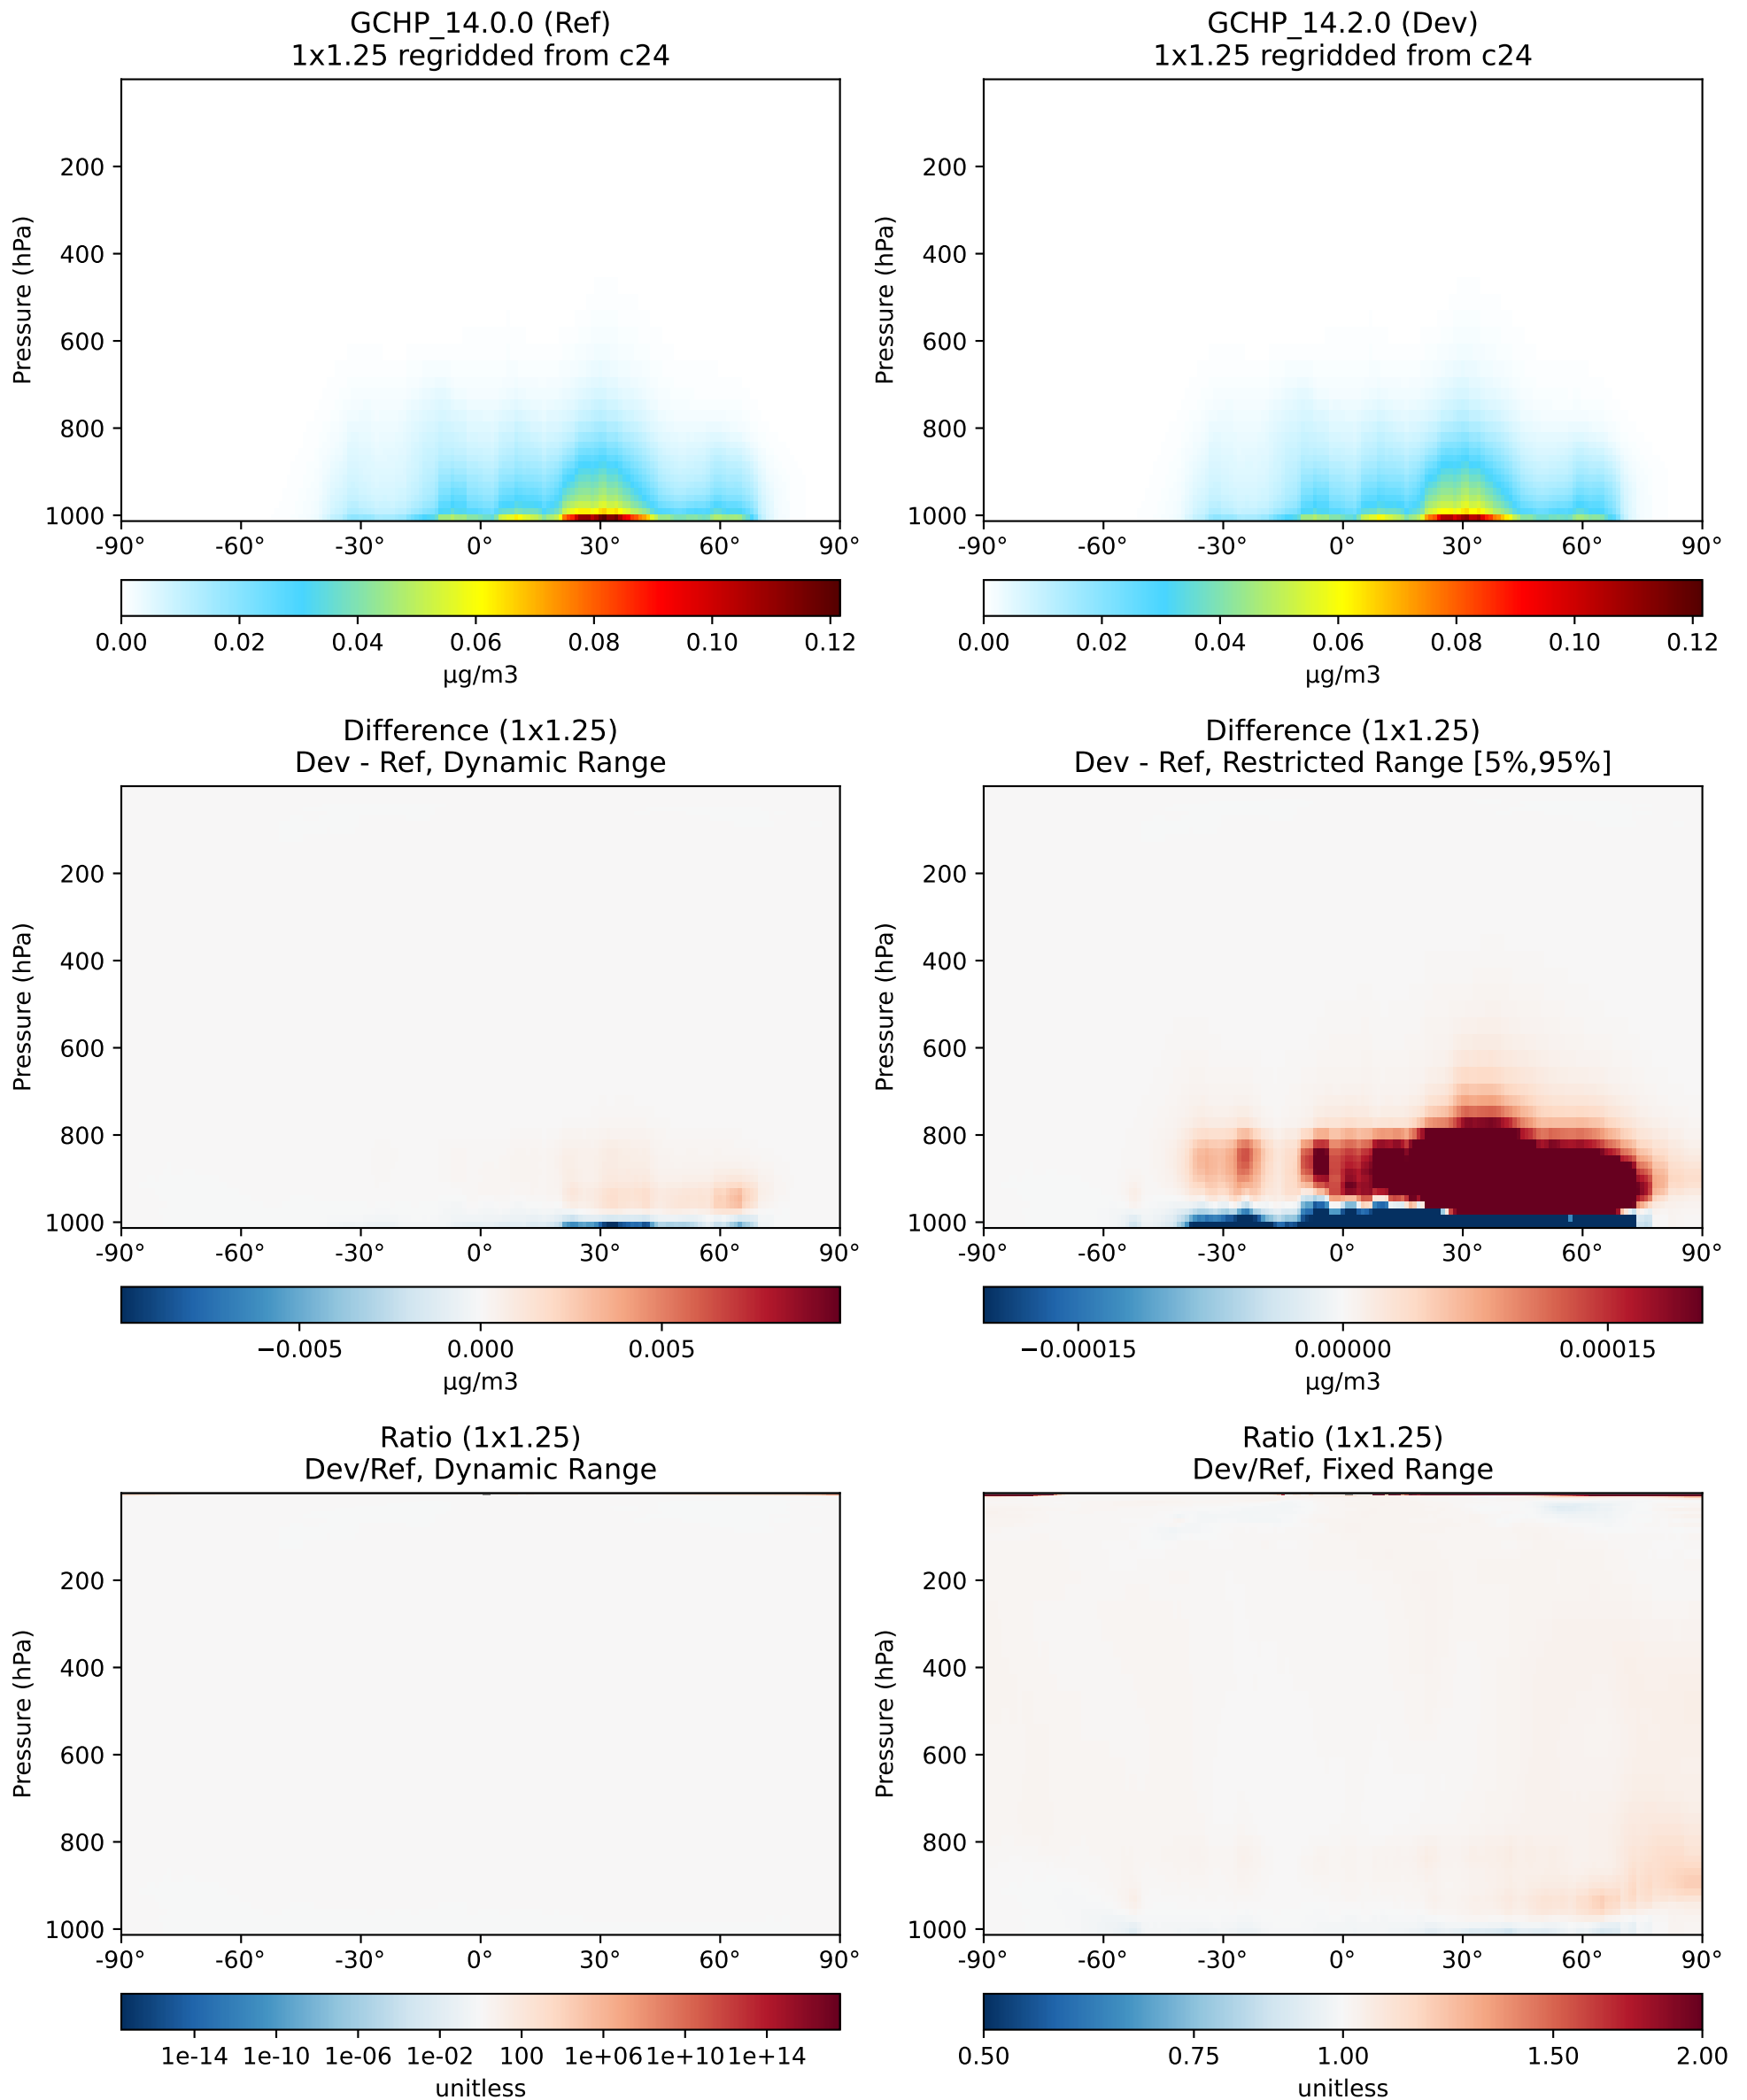 GCHP_14.0.0 (Ref)
1x1.25 regridded from c24
Pressure (hPa)
200
400
600
800
1000
-90° -60° -30° 0° 30° 60° 90°
0.00 0.02 0.04 0.06 0.08 0.10 0.12
µg/m3
GCHP_14.2.0 (Dev)
1x1.25 regridded from c24
Pressure (hPa)
200
400
600
800
1000
-90° -60° -30° 0° 30° 60° 90°
0.00 0.02 0.04 0.06 0.08 0.10 0.12
µg/m3
Difference (1x1.25)
Dev - Ref, Dynamic Range
Pressure (hPa)
200
400
600
800
1000
-90° -60° -30° 0° 30° 60° 90°
−0.005 0.000 0.005
µg/m3
Difference (1x1.25)
Dev - Ref, Restricted Range [5%,95%]
Pressure (hPa)
200
400
600
800
1000
-90° -60° -30° 0° 30° 60° 90°
−0.00015 0.00000 0.00015
µg/m3
Ratio (1x1.25)
Dev/Ref, Dynamic Range
Pressure (hPa)
200
400
600
800
1000
-90° -60° -30° 0° 30° 60° 90°
1e-14 1e-10 1e-06 1e-02 100 1e+06 1e+10 1e+14
unitless
Ratio (1x1.25)
Dev/Ref, Fixed Range
Pressure (hPa)
200
400
600
800
1000
-90° -60° -30° 0° 30° 60° 90°
0.50 0.75 1.00 1.50 2.00
unitless